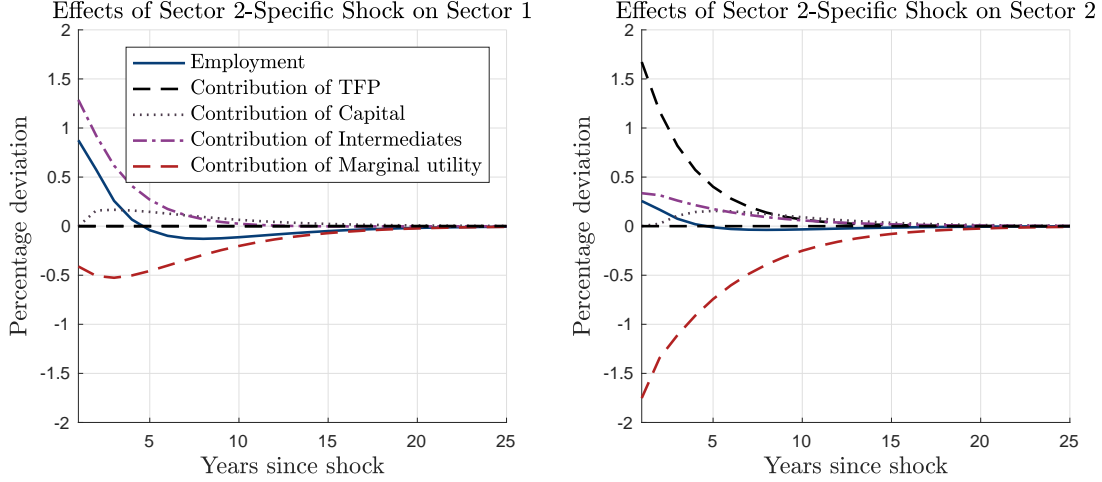 Effects of Sector 2-Specific Shock on Sector 1
2
1.5
1
0.5
0
-0.5
-1
-1.5
-2
Percentage deviation
Employment
Contribution of TFP
Contribution of Capital
Contribution of Intermediates
Contribution of Marginal utility
5 10 15 20 25
Years since shock
Effects of Sector 2-Specific Shock on Sector 2
2
1.5
1
0.5
0
-0.5
-1
-1.5
-2
Percentage deviation
5 10 15 20 25
Years since shock